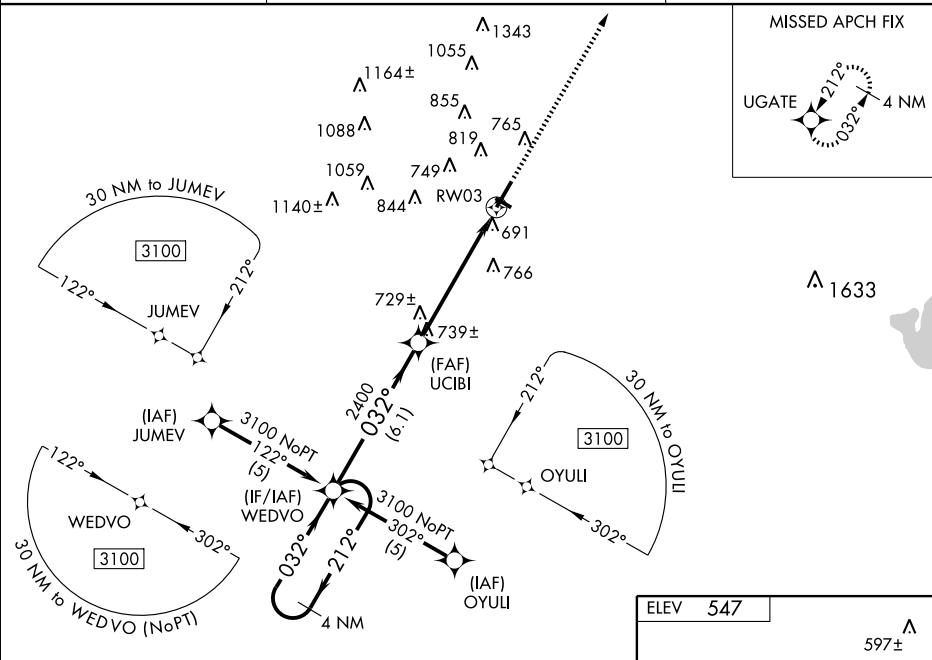 MISSED APCH FIX
UGATE
212°
032°
4 NM
1343
1055
1164±
855
1088
819
765
749
1059
1140±
844
RW03
691
766
1633
30 NM to JUMEV
3100
122°
212°
JUMEV
729±
739±
(FAF)
UCIBI
2400
032°
(6.1)
(IAF)
JUMEV
3100 NoPT
122°
(5)
(IF/IAF)
WEDVO
3100 NoPT
302°
(5)
(IAF)
OYULI
032°
212°
4 NM
122°
WEDVO
302°
3100
30 NM to WEDVO (NoPT)
212°
30 NM to OYULI
3100
OYULI
302°
ELEV 547
597±